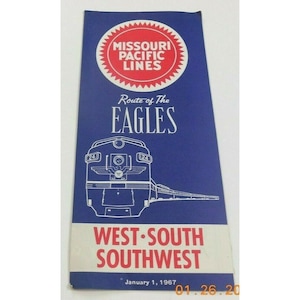 MISSOURI
PACIFIC
LINES
Route of The
EAGLES
WEST·SOUTH
SOUTHWEST
January 1, 1967
01.26.20